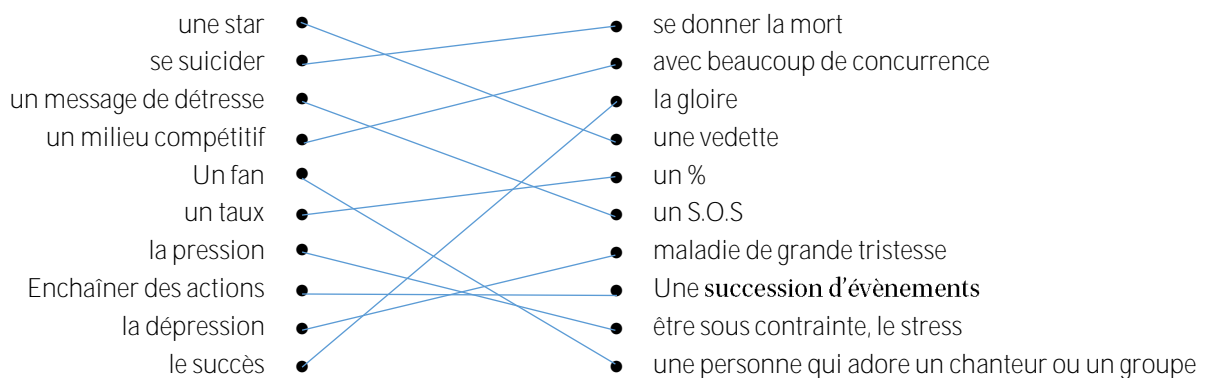 une star se donner la mort
se suicider avec beaucoup de concurrence
un message de détresse la gloire
un milieu compétitif une vedette
Un fan un %
un taux un S.O.S
la pression maladie de grande tristesse
Enchaîner des actions Une succession d'évènements
la dépression être sous contrainte, le stress
le succès une personne qui adore un chanteur ou un groupe